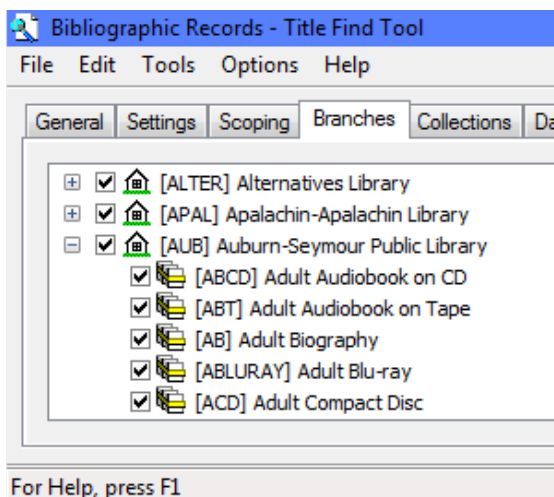 Bibliographic Records - Title Find Tool
File Edit Tools Options Help
General Settings Scoping Branches Collections
[ALTER] Alternatives Library
[APAL] Apalachin-Apalachin Library
[AUB] Auburn-Seymour Public Library
[ABCD] Adult Audiobook on CD
[ABT] Adult Audiobook on Tape
[AB] Adult Biography
[ABLURAY] Adult Blu-ray
[ACD] Adult Compact Disc
For Help, press F1